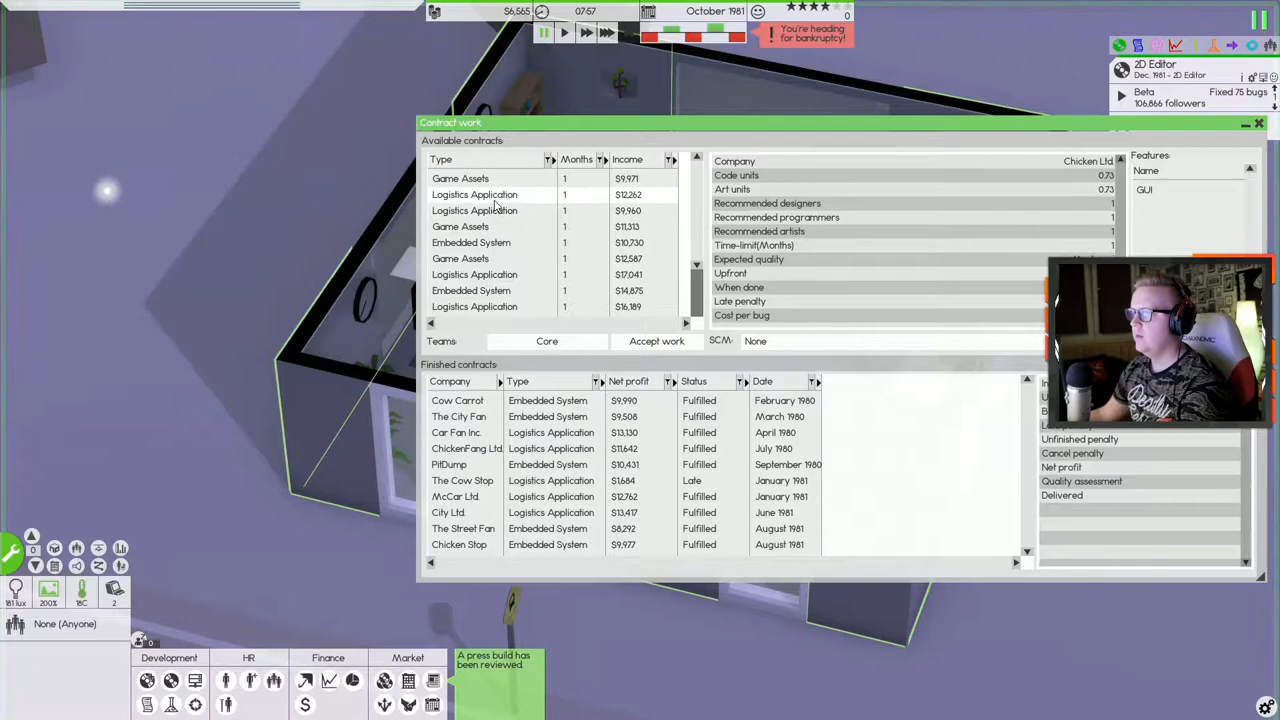 $6,565
07:57
October 1981
0
You're heading for bankruptcy!
2D Editor
Dec. 1981 - 2D Editor
Beta
Fixed 75 bugs
106,866 followers
1
Contract work
Available contracts:
Type Months Income
Game Assets 1 $9,971
Logistics Application 1 $12,262
Logistics Application 1 $9,960
Game Assets 1 $11,313
Embedded System 1 $10,730
Game Assets 1 $12,587
Logistics Application 1 $17,041
Embedded System 1 $14,875
Logistics Application 1 $16,189
Company Chicken Ltd.
Code units 0.73
Art units 0.73
Recommended designers 1
Recommended programmers 1
Recommended artists 1
Time-limit(Months) 1
Expected quality
Upfront
When done
Late penalty
Cost per bug
Features:
Name
GUI
Teams: Core Accept work SCM: None
Finished contracts:
Company Type Net profit Status Date
Cow Carrot Embedded System $9,990 Fulfilled February 1980
The City Fan Embedded System $9,508 Fulfilled March 1980
Car Fan Inc. Logistics Application $13,130 Fulfilled April 1980
ChickenFang Ltd. Logistics Application $11,642 Fulfilled July 1980
PitDump Embedded System $10,431 Fulfilled September 1980
The Cow Stop Logistics Application $1,684 Late January 1981
McCar Ltd. Logistics Application $12,762 Fulfilled January 1981
City Ltd. Logistics Application $13,417 Fulfilled June 1981
The Street Fan Embedded System $8,292 Fulfilled August 1981
Chicken Stop Embedded System $9,977 Fulfilled August 1981
Unfinished penalty
Cancel penalty
Net profit
Quality assessment
Delivered
MAXNOMIC
0
181 lux 200% 18C 2
None (Anyone)
0
Development HR Finance Market
A press build has been reviewed.